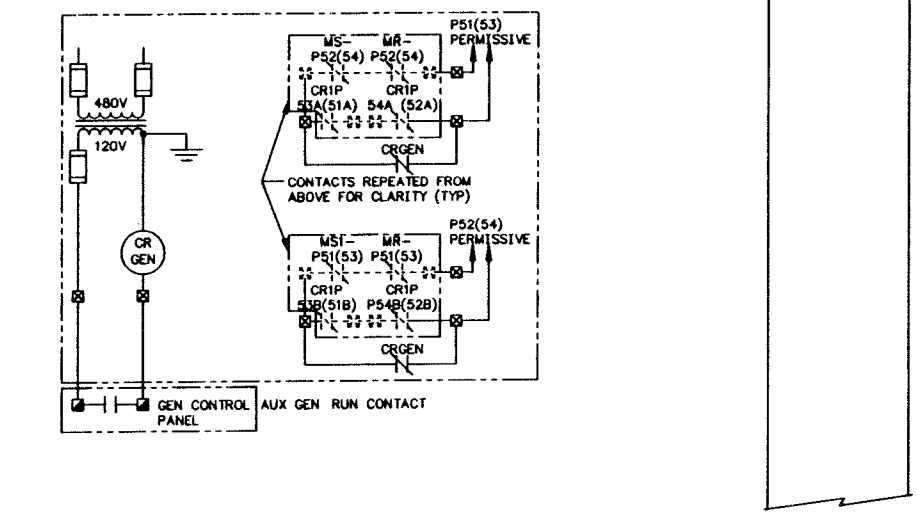 P51(53)
PERMISSIVE
MS- MR-
P52(54) P52(54)
480V
CR1P CR1P
53A(51A) 54A (52A)
120V
CRGEN
CONTACTS REPEATED FROM
ABOVE FOR CLARITY (TYP)
P52(54)
PERMISSIVE
MST- MR-
P51(53) P51(53)
CR
GEN
CR1P CR1P
53B(51B) P54B(52B)
CRGEN
GEN CONTROL
PANEL
AUX GEN RUN CONTACT